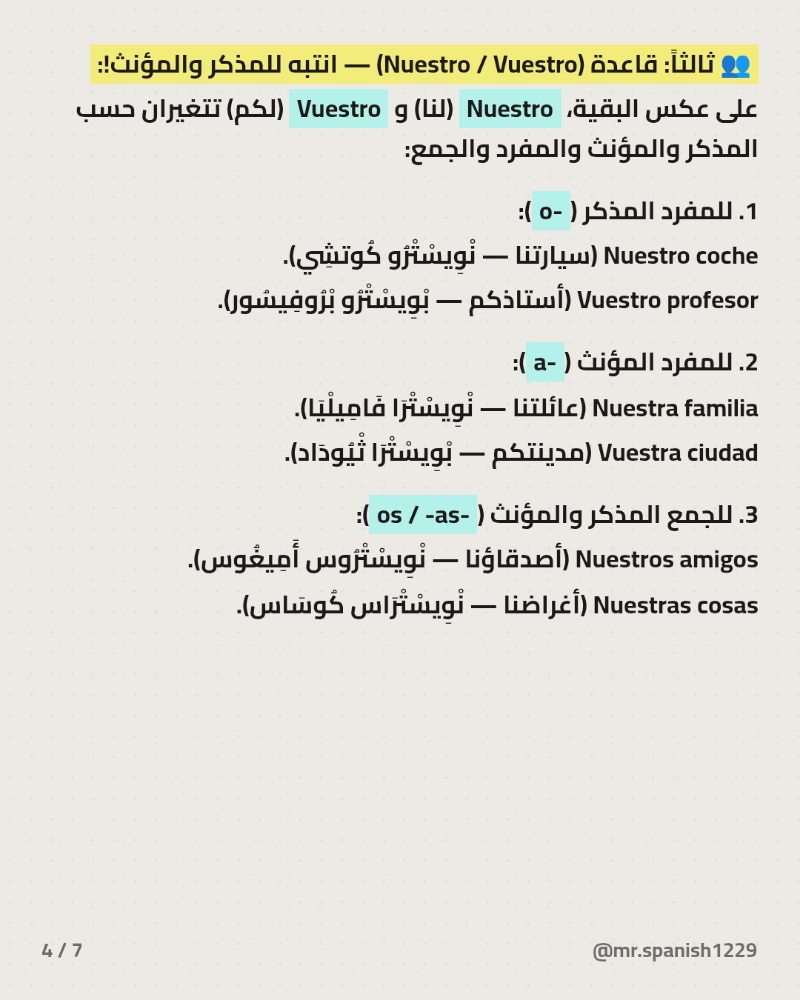 👥 ثالثاً: قاعدة (Nuestro / Vuestro) — انتبه للمذكر والمؤنث!:
على عكس البقية، Nuestro (لنا) و Vuestro (لكم) تتغيران حسب
المذكر والمؤنث والمفرد والجمع:
1. للمفرد المذكر (-o):
Nuestro coche (سيارتنا — نْوِيسْتْرُو كُوتشِي).
Vuestro profesor (أستاذكم — بْوِيسْتْرُو بْرُوفِيسُور).
2. للمفرد المؤنث (-a):
Nuestra familia (عائلتنا — نْوِيسْتْرَا فَامِيلْيَا).
Vuestra ciudad (مدينتكم — بْوِيسْتْرَا ثْيُودَاد).
3. للجمع المذكر والمؤنث (-os / -as):
Nuestros amigos (أصدقاؤنا — نْوِيسْتْرُوس أَمِيغُوس).
Nuestras cosas (أغراضنا — نْوِيسْتْرَاس كُوسَاس).
4 / 7
@mr.spanish1229